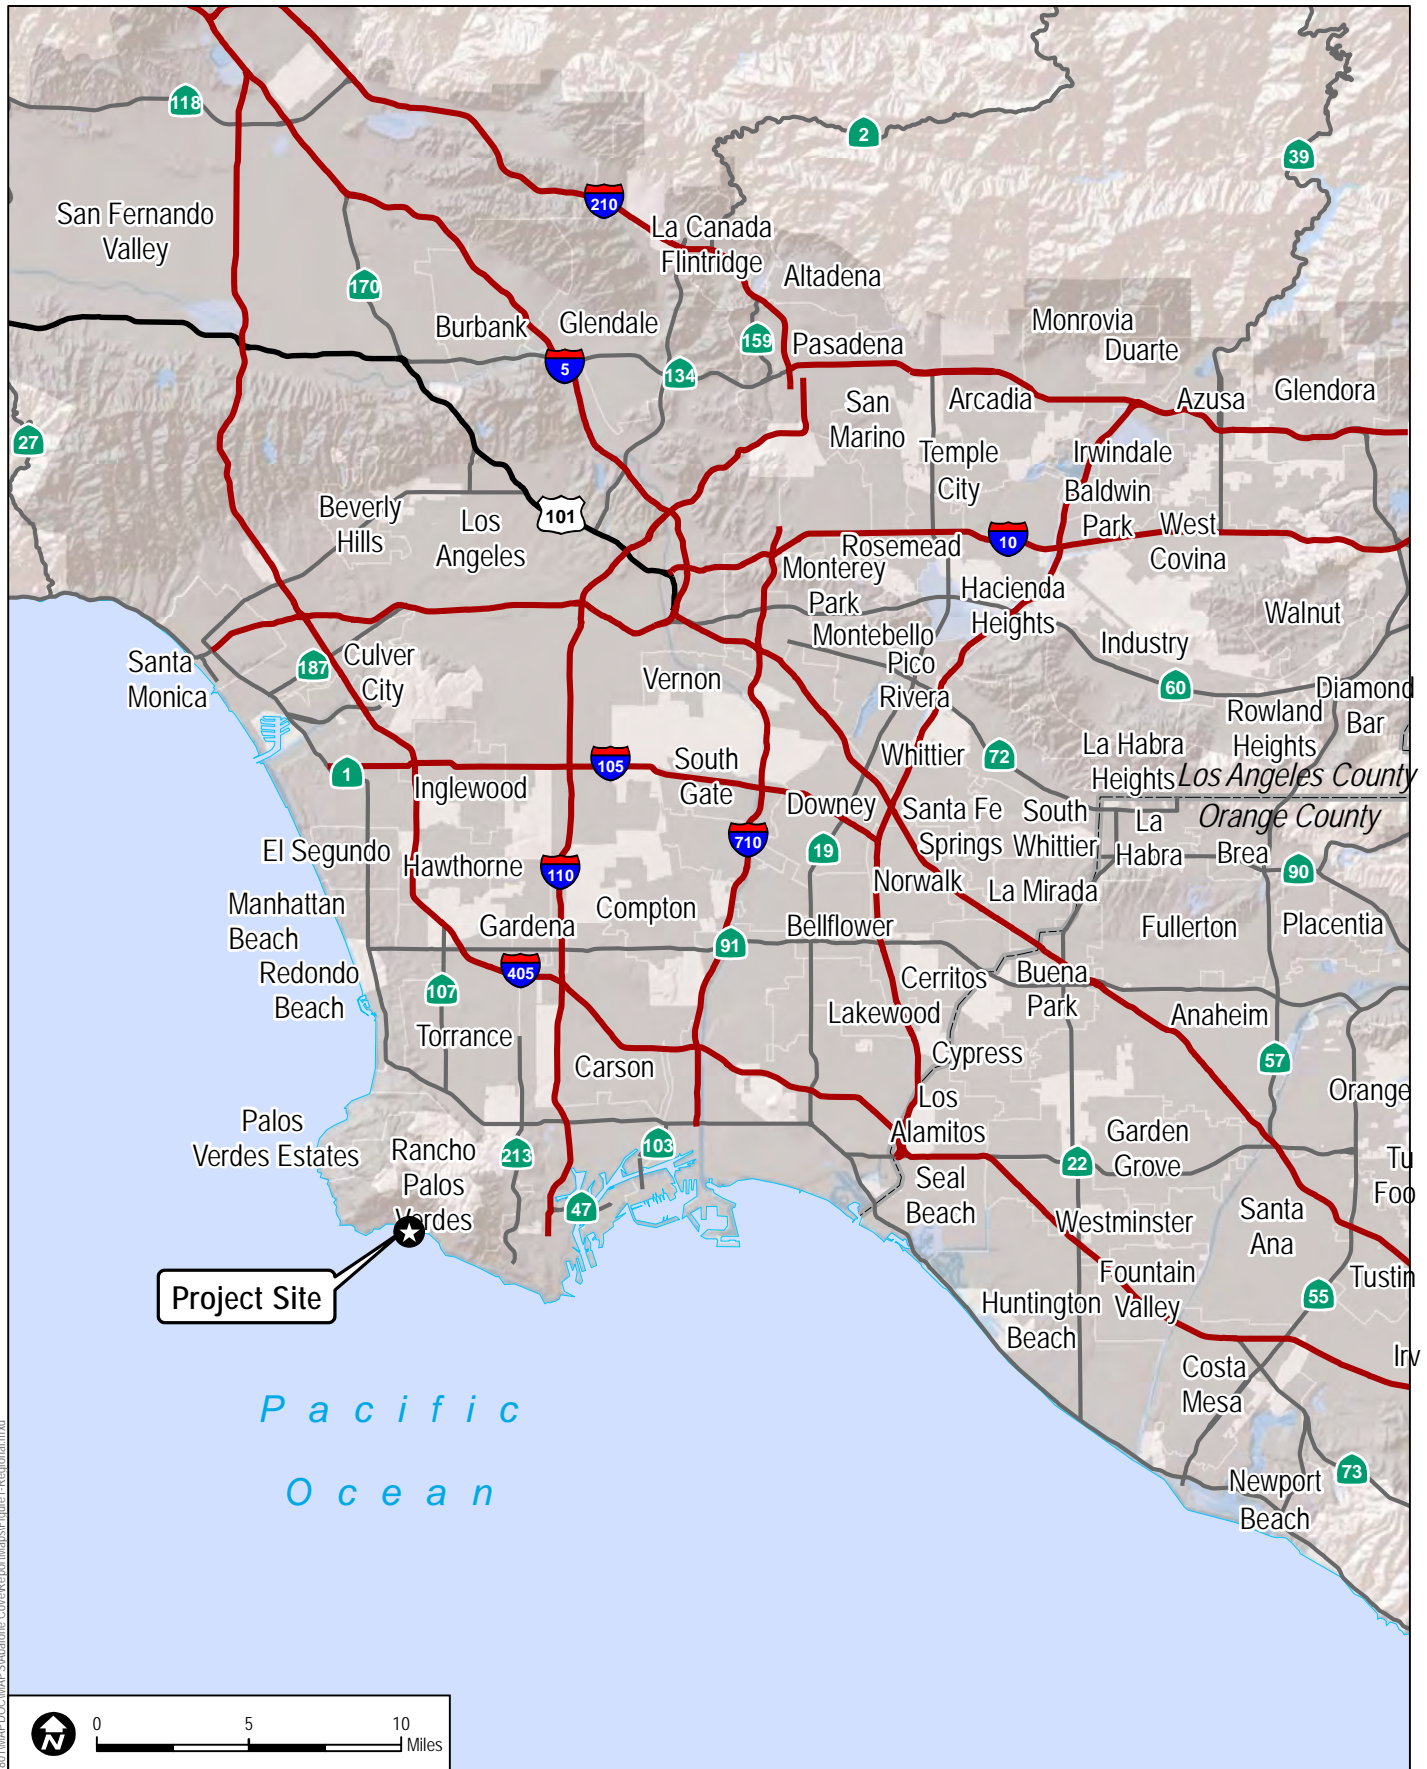 118
2
39
210
San Fernando
Valley
La Canada
Flintridge
Altadena
170
Burbank
Glendale
159
Pasadena
Monrovia
Duarte
5
134
San
Marino
Arcadia
Azusa
Glendora
27
Temple
City
Irwindale
Baldwin
Park
Beverly
Hills
Los
Angeles
101
10
West
Covina
Rosemead
Monterey
Park
Hacienda
Heights
Walnut
Montebello
Industry
Santa
Monica
187
Culver
City
Vernon
Pico
Rivera
60
Diamond
Bar
Rowland
Heights
1
105
South
Gate
Whittier
72
La Habra
Heights
Los Angeles County
Orange County
Inglewood
Downey
Santa Fe
Springs
South
Whittier
La
Habra
El Segundo
Hawthorne
110
710
19
Brea
90
Norwalk
La Mirada
Manhattan
Beach
Compton
Gardena
91
Bellflower
Fullerton
Placentia
Redondo
Beach
405
107
Cerritos
Buena
Park
Lakewood
Anaheim
Torrance
Carson
Cypress
57
Orange
Palos
Verdes Estates
Rancho
Palos
Verdes
213
103
Los
Alamitos
Garden
Grove
22
Tu
Foo
47
Seal
Beach
Westminster
Santa
Ana
Project Site
Fountain
Valley
Tustin
55
Huntington
Beach
Irv
Costa
Mesa
Pacific
Ocean
73
Newport
Beach
N
0 5 10
Miles